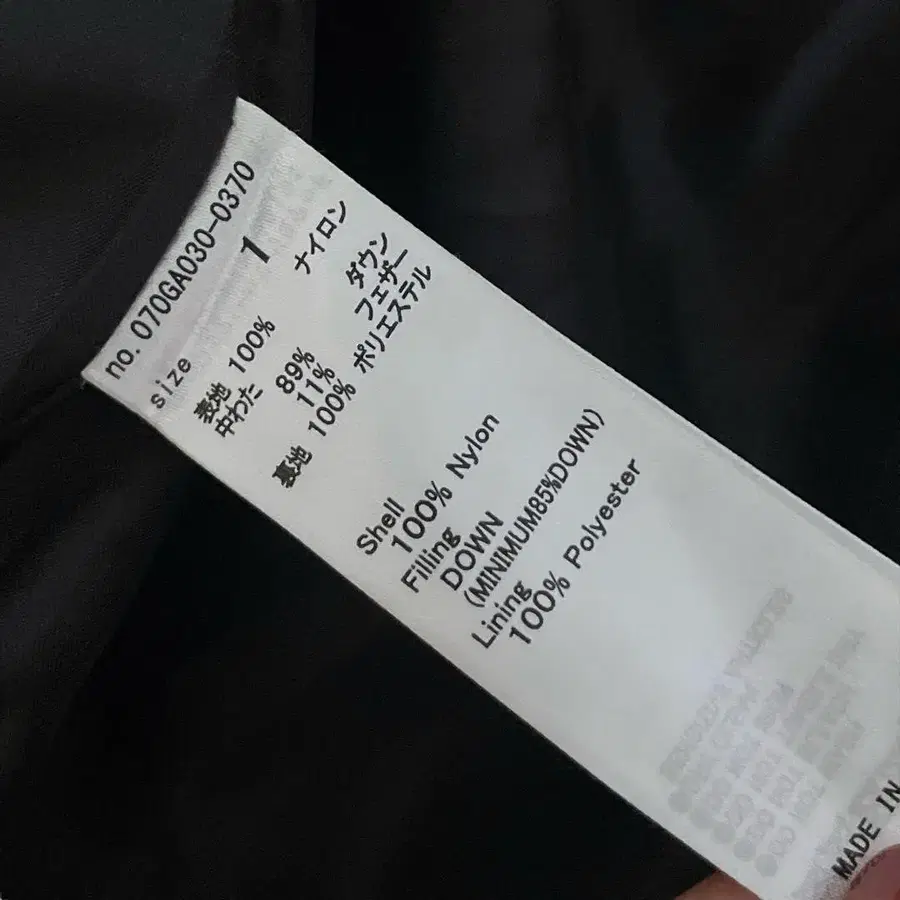 no. 070GA030-0370
size 1
表地 100% ナイロン
中わた 89% ダウン
11% フェザー
裏地 100% ポリエステル
Shell
100% Nylon
Filling
DOWN
(MINIMUM85%DOWN)
Lining
100% Polyester
MADE IN